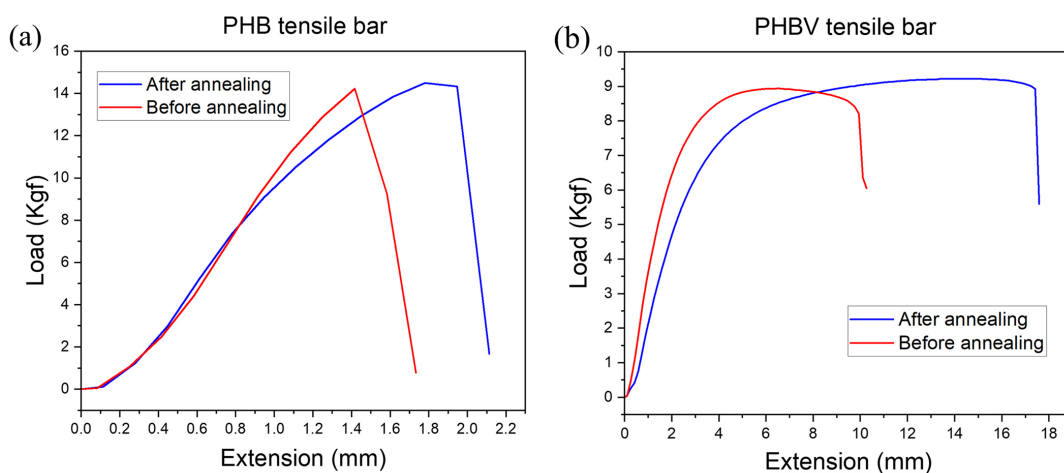 (a)
PHB tensile bar
After annealing
Before annealing
16
14
12
10
8
6
4
2
0
Load (Kgf)
0.0 0.2 0.4 0.6 0.8 1.0 1.2 1.4 1.6 1.8 2.0 2.2
Extension (mm)
(b)
PHBV tensile bar
10
9
8
7
6
5
4
3
2
1
0
Load (Kgf)
After annealing
Before annealing
0 2 4 6 8 10 12 14 16 18
Extension (mm)